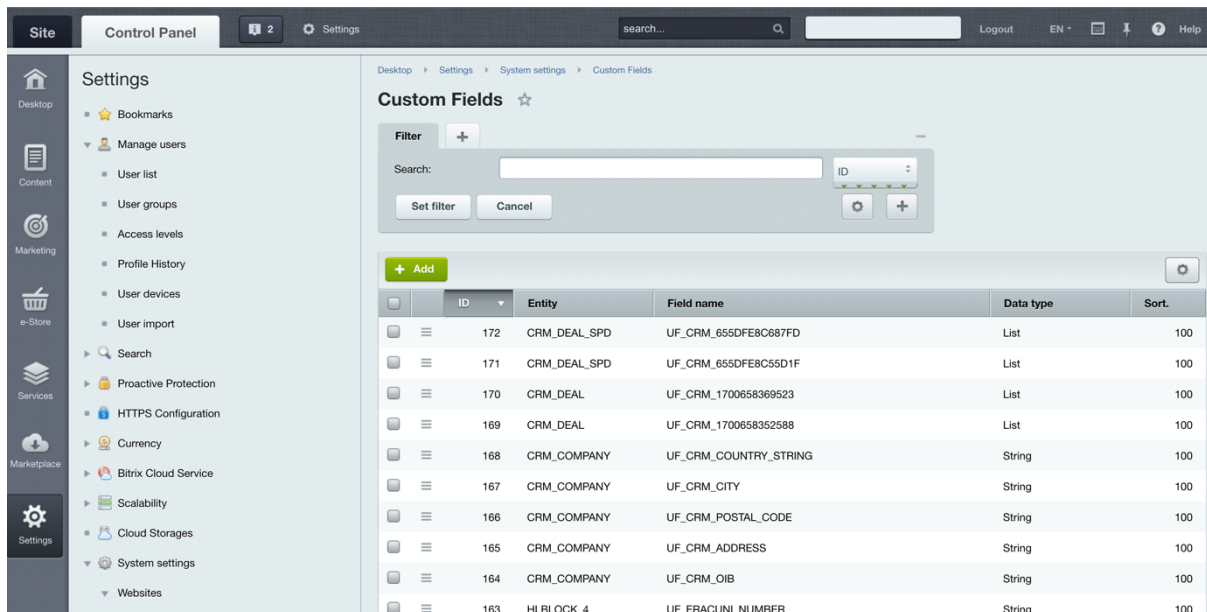 Site
Control Panel
2
Settings
search...
Logout
EN
Help
Desktop
Content
Marketing
e-Store
Services
Marketplace
Settings
Settings
Bookmarks
Manage users
User list
User groups
Access levels
Profile History
User devices
User import
Search
Proactive Protection
HTTPS Configuration
Currency
Bitrix Cloud Service
Scalability
Cloud Storages
System settings
Websites
Desktop Settings System settings Custom Fields
Custom Fields
Filter +
Search: ID
Set filter Cancel
+ Add
ID Entity Field name Data type Sort.
172 CRM_DEAL_SPD UF_CRM_655DFE8C687FD List 100
171 CRM_DEAL_SPD UF_CRM_655DFE8C55D1F List 100
170 CRM_DEAL UF_CRM_1700658369523 List 100
169 CRM_DEAL UF_CRM_1700658352588 List 100
168 CRM_COMPANY UF_CRM_COUNTRY_STRING String 100
167 CRM_COMPANY UF_CRM_CITY String 100
166 CRM_COMPANY UF_CRM_POSTAL_CODE String 100
165 CRM_COMPANY UF_CRM_ADDRESS String 100
164 CRM_COMPANY UF_CRM_OIB String 100
163 HLBLOCK_4 UF_ERACUNI_NUMBER String 100